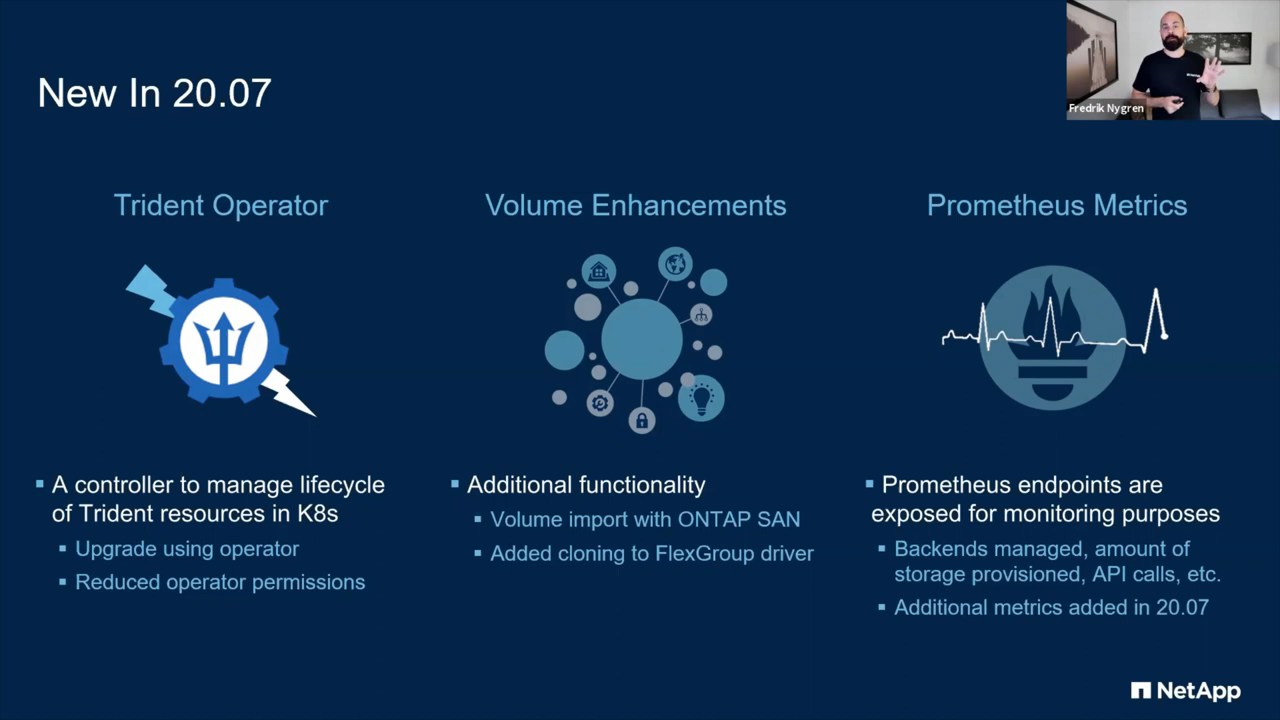 New In 20.07
Fredrik Nygren
Trident Operator
Volume Enhancements
Prometheus Metrics
▪ A controller to manage lifecycle
of Trident resources in K8s
▪ Upgrade using operator
▪ Reduced operator permissions
▪ Additional functionality
▪ Volume import with ONTAP SAN
▪ Added cloning to FlexGroup driver
▪ Prometheus endpoints are
exposed for monitoring purposes
▪ Backends managed, amount of
storage provisioned, API calls, etc.
▪ Additional metrics added in 20.07
NetApp